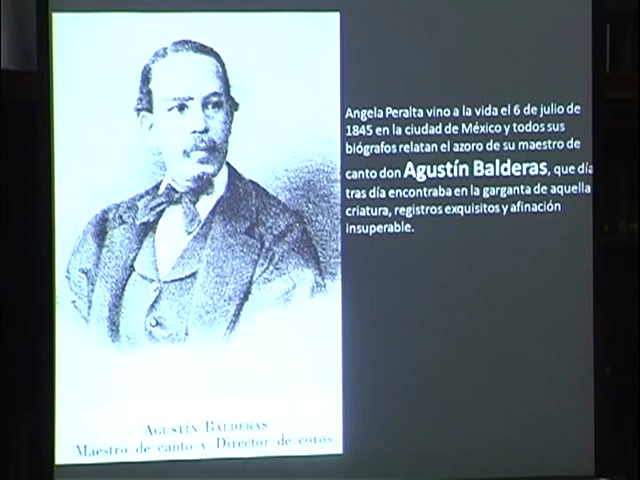 Angela Peralta vino a la vida el 6 de julio de
1845 en la ciudad de México y todos sus
biógrafos relatan el azoro de su maestro de
canto don Agustín Balderas, que día
tras día encontraba en la garganta de aquella
criatura, registros exquisitos y afinación
insuperable.
AGUSTÍN BALDERAS
Maestro de canto y Director de coros